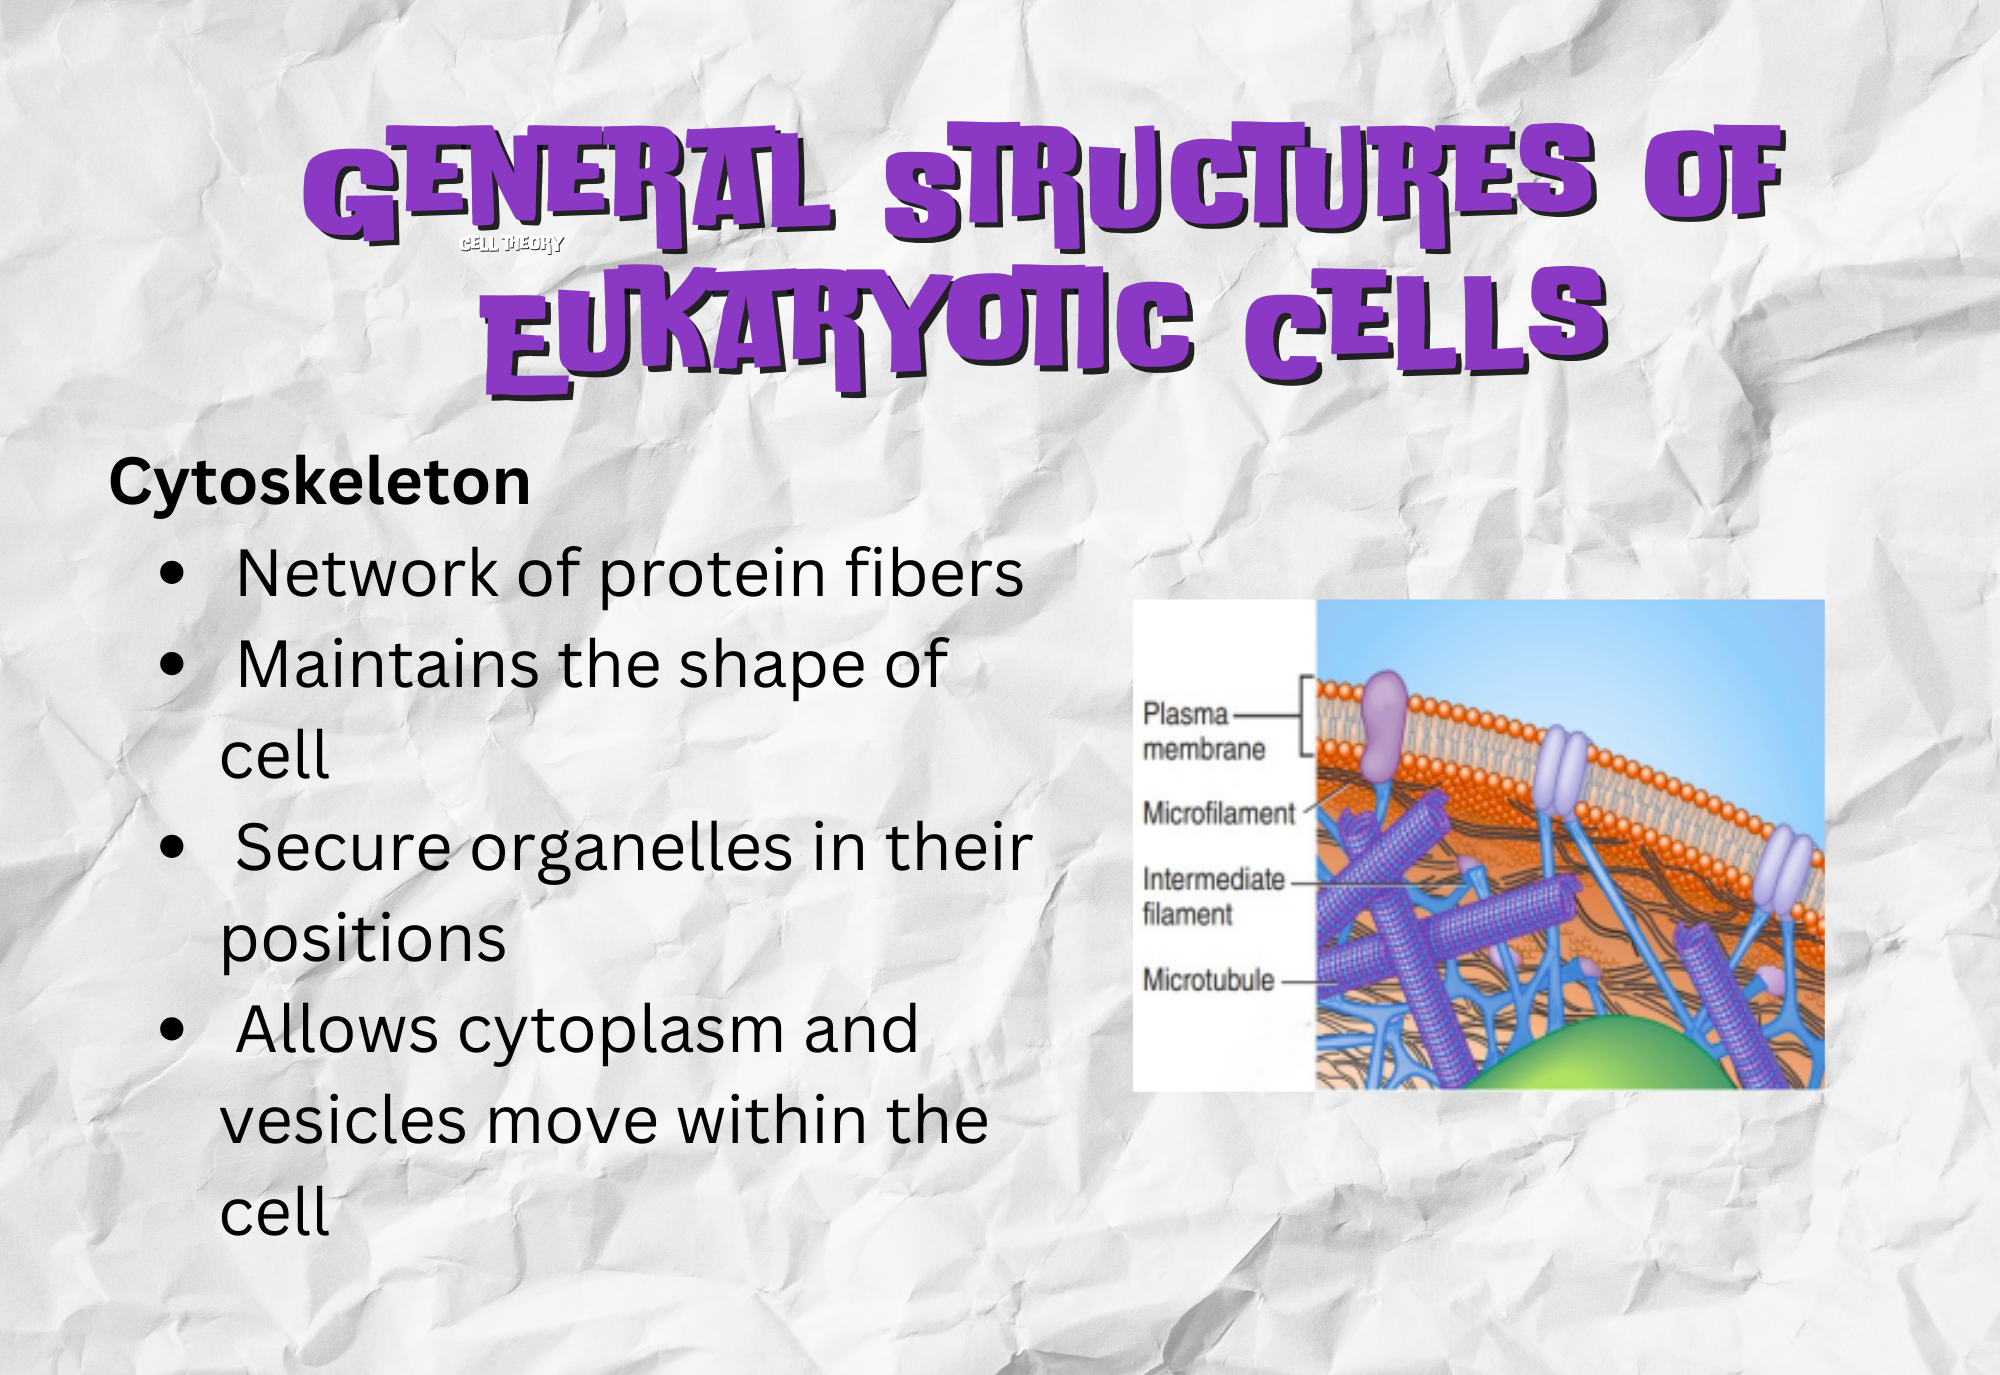 GENERAL STRUCTURES OF
CELL THEORY
EUKARYOTIC CELLS
Cytoskeleton
• Network of protein fibers
• Maintains the shape of
cell
• Secure organelles in their
positions
• Allows cytoplasm and
vesicles move within the
cell
Plasma
membrane
Microfilament
Intermediate
filament
Microtubule